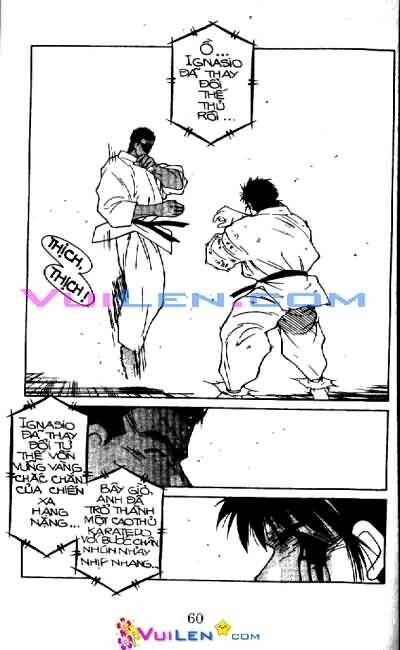 Ồ...
IGNASIO
ĐÃ THAY
ĐỔI
THẾ
THỦ
RỒI...
THỊCH,
THỊCH!
VUILEN.COM
IGNASIO
ĐÃ THAY
ĐỔI TƯ
THẾ VỐN
VỮNG VÀNG
CHẮC CHẮN
CỦA CHIẾN
XA
HẠNG
NẶNG...
BÂY GIỜ,
ANH ĐÃ
TRỞ THÀNH
MỘT CAO THỦ
KARATEDO,
VỚI BƯỚC CHÂN
NHÚN NHẢY
NHỊP NHÀNG...
60
VUILEN.COM